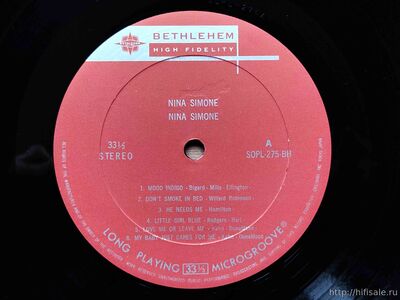 BETHLEHEM
HIGH FIDELITY
NINA SIMONE
NINA SIMONE
33⅓
STEREO
A
SOPL-275-BH
1. MOOD INDIGO - Bigard - Mills - Ellington
2. DON'T SMOKE IN BED - Willard Robinson
3. HE NEEDS ME - Hamilton
4. LITTLE GIRL BLUE - Rodgers - Hart
5. LOVE ME OR LEAVE ME - Kahn - Donaldson
6. MY BABY JUST CARES FOR ME - Kahn - Donaldson
LONG PLAYING 33⅓ MICROGROOVE®
https://hifisale.ru